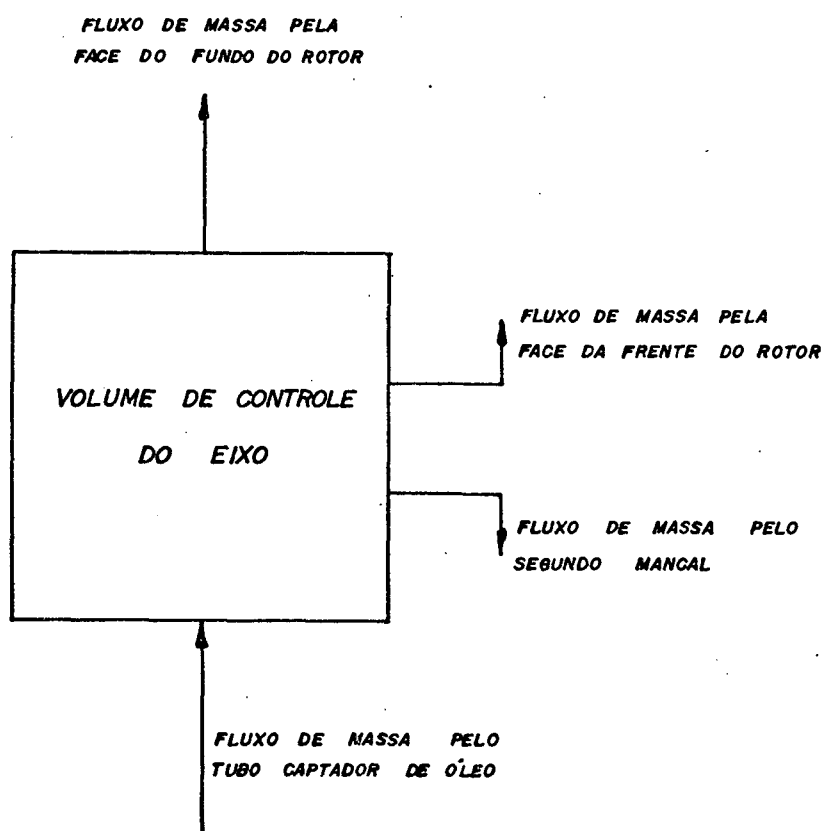 FLUXO DE MASSA PELA
FACE DO FUNDO DO ROTOR
FLUXO DE MASSA PELA
FACE DA FRENTE DO ROTOR
VOLUME DE CONTROLE
DO EIXO
FLUXO DE MASSA PELO
SEGUNDO MANCAL
FLUXO DE MASSA PELO
TUBO CAPTADOR DE ÓLEO